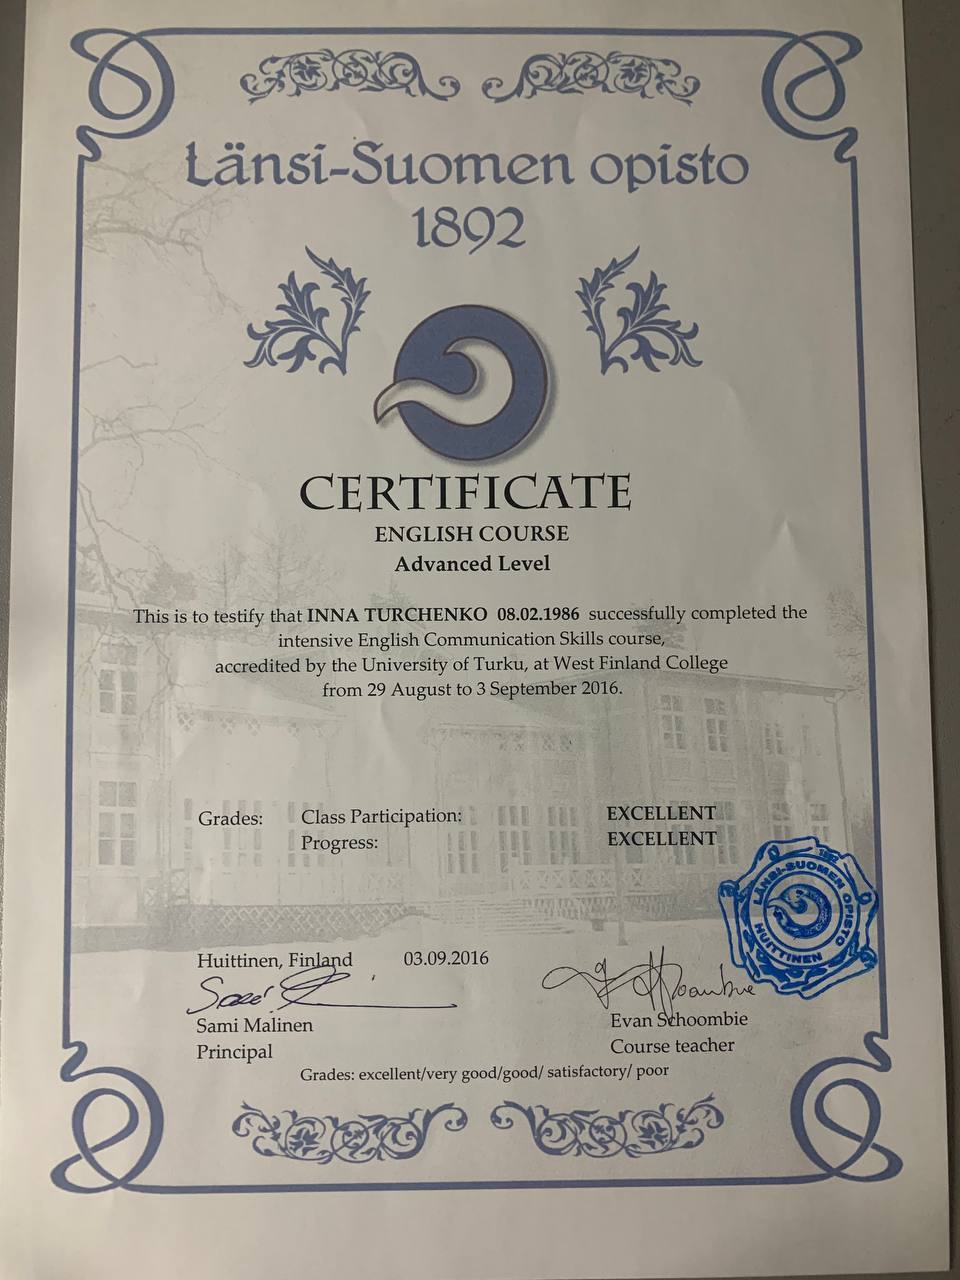 Länsi-Suomen opisto
1892
CERTIFICATE
ENGLISH COURSE
Advanced Level
This is to testify that INNA TURCHENKO 08.02.1986 successfully completed the
intensive English Communication Skills course,
accredited by the University of Turku, at West Finland College
from 29 August to 3 September 2016.
Grades: Class Participation: EXCELLENT
Progress: EXCELLENT
1892
LÄNSI-SUOMEN OPISTO
HUITTINEN
Huittinen, Finland 03.09.2016
Sami Malinen
Evan Schoombie
Principal
Course teacher
Grades: excellent/very good/good/ satisfactory/ poor